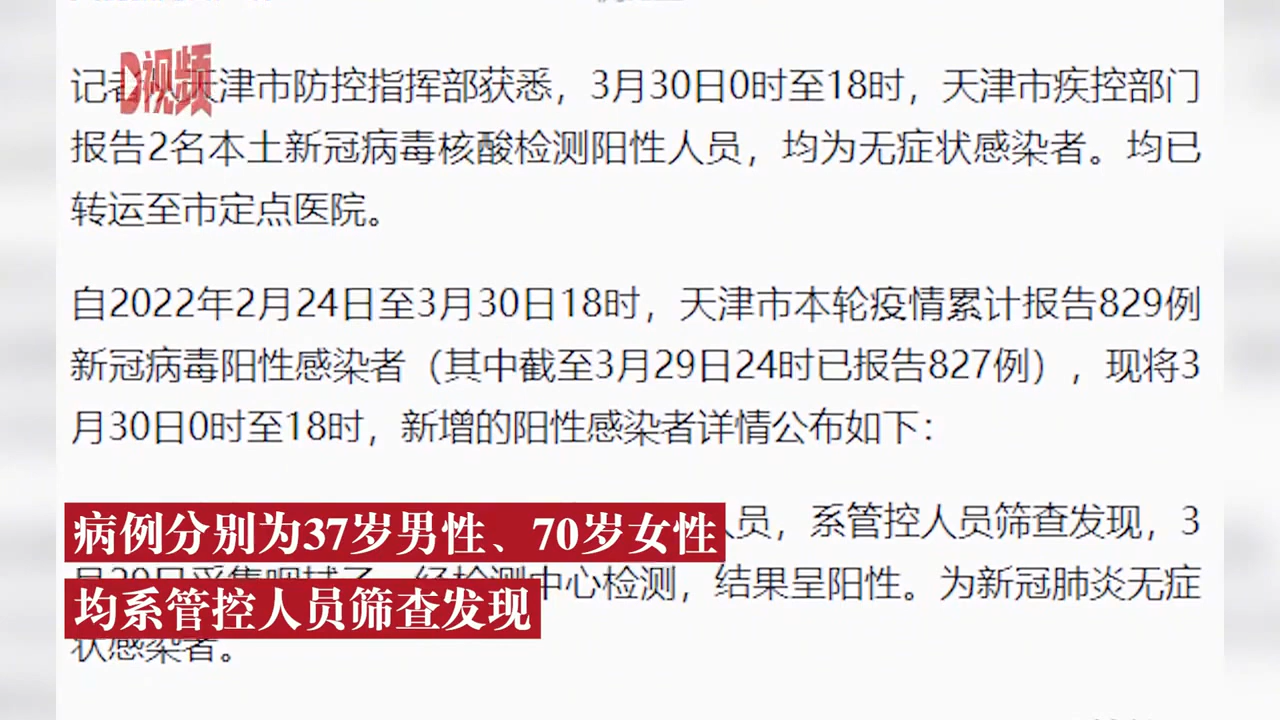 D视频
记者 天津市防控指挥部获悉，3月30日0时至18时，天津市疾控部门
报告2名本土新冠病毒核酸检测阳性人员，均为无症状感染者。均已
转运至市定点医院。
自2022年2月24日至3月30日18时，天津市本轮疫情累计报告829例
新冠病毒阳性感染者（其中截至3月29日24时已报告827例），现将3
月30日0时至18时，新增的阳性感染者详情公布如下：
人员，系管控人员筛查发现，3
病例分别为37岁男性、70岁女性
中心检测，结果呈阳性。为新冠肺炎无症
均系管控人员筛查发现
状感染者。